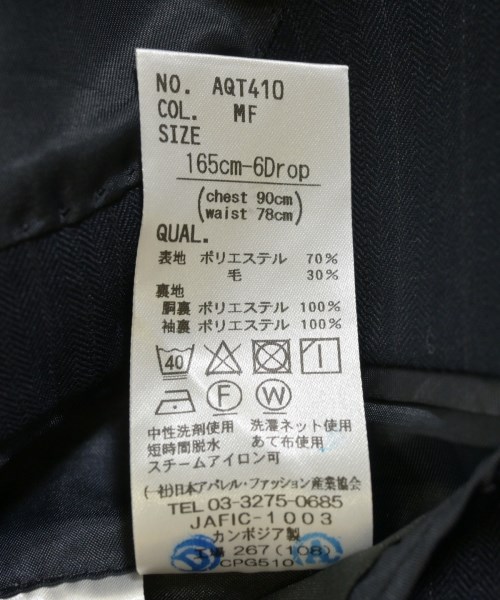 NO. AQT410
COL. MF
SIZE
165cm-6Drop
(chest 90cm
waist 78cm)
QUAL.
表地 ポリエステル 70%
毛 30%
裏地
胴裏 ポリエステル 100%
袖裏 ポリエステル 100%
40
F W
中性洗剤使用 洗濯ネット使用
短時間脱水 あて布使用
スチームアイロン可
(一社)日本アパレル・ファッション産業協会
TEL 03-3275-0685
JAFIC-1003
カンボジア製
工場 267(108)
CPG510